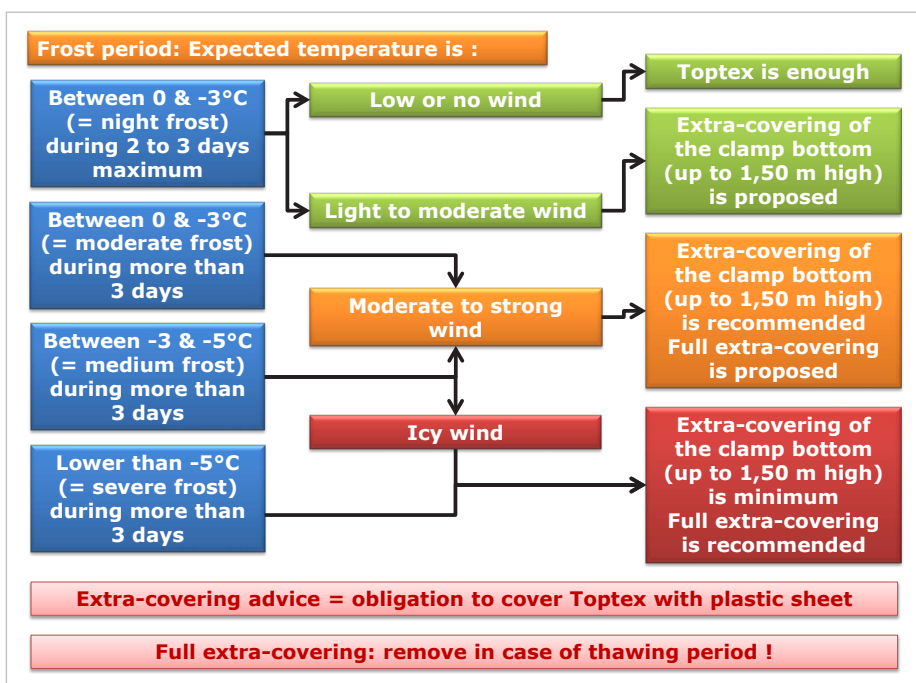 Frost period: Expected temperature is :
Between 0 & -3°C
(= night frost)
during 2 to 3 days
maximum
Low or no wind
Toptex is enough
Light to moderate wind
Extra-covering of
the clamp bottom
(up to 1,50 m high)
is proposed
Between 0 & -3°C
(= moderate frost)
during more than
3 days
Moderate to strong
wind
Extra-covering of
the clamp bottom
(up to 1,50 m high)
is recommended
Full extra-covering
is proposed
Between -3 & -5°C
(= medium frost)
during more than
3 days
Icy wind
Extra-covering of
the clamp bottom
(up to 1,50 m high)
is minimum
Full extra-covering
is recommended
Lower than -5°C
(= severe frost)
during more than
3 days
Extra-covering advice = obligation to cover Toptex with plastic sheet
Full extra-covering: remove in case of thawing period !